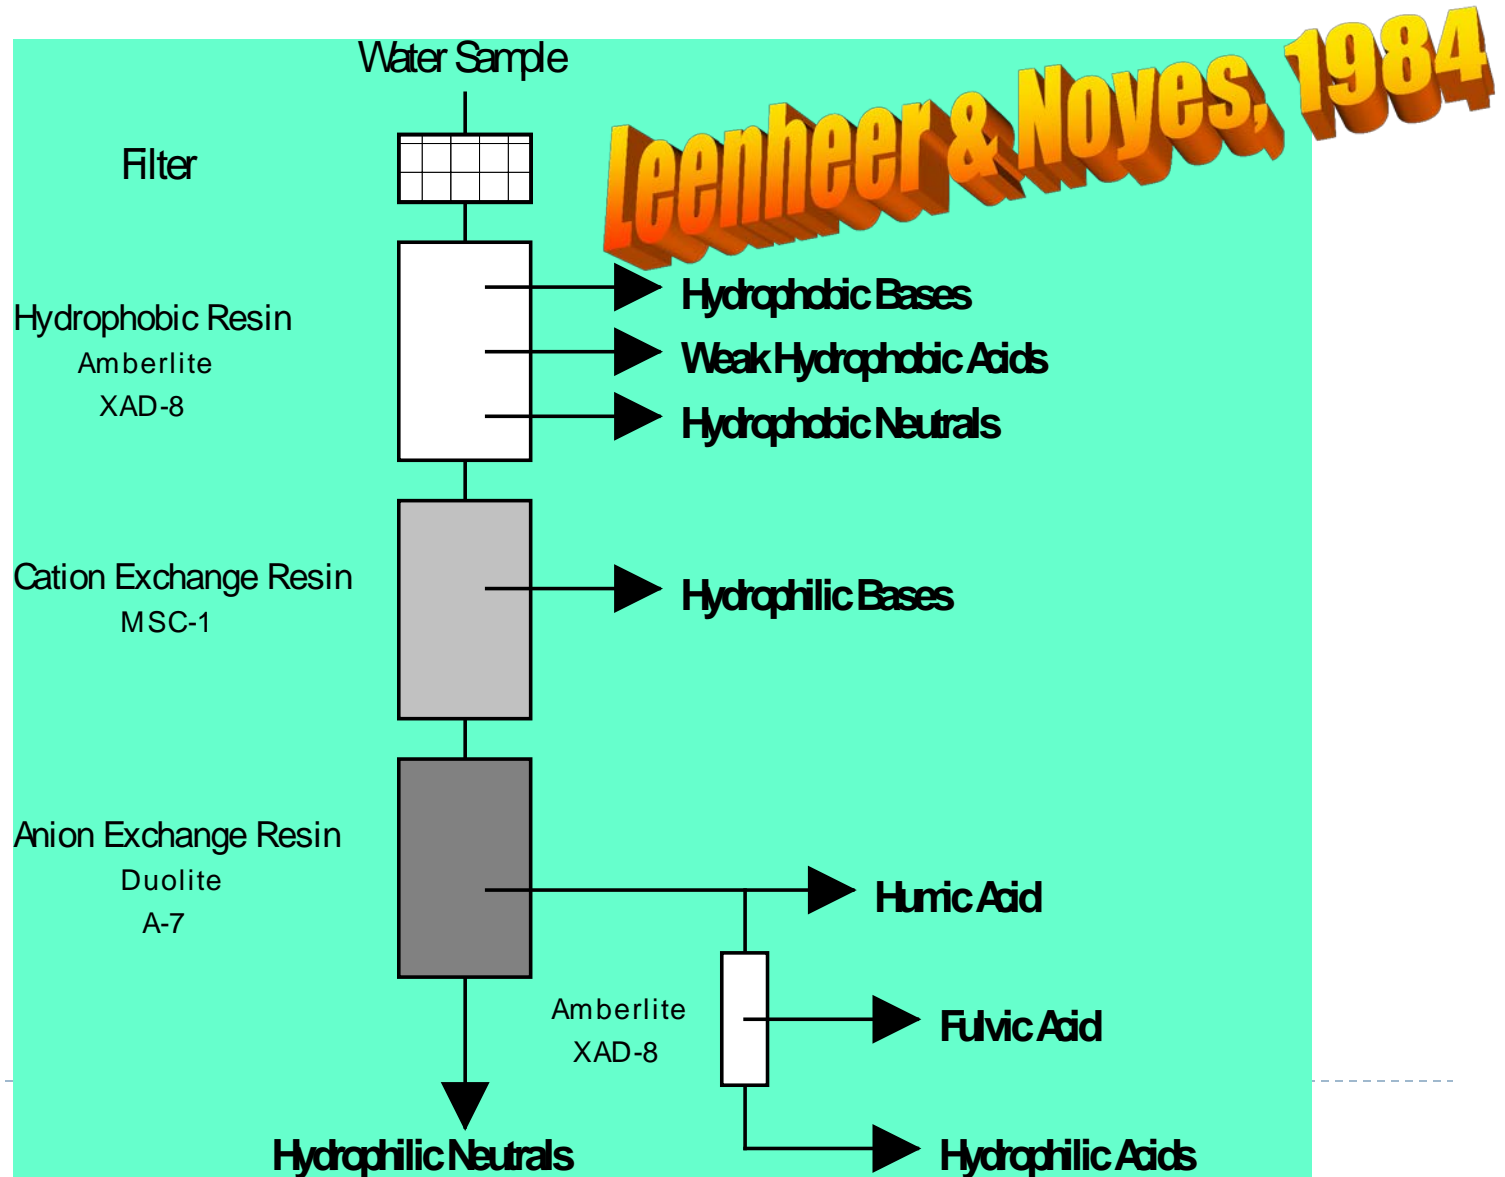 Water Sample
Leenheer & Noyes, 1984
Filter
Hydrophobic Resin
Amberlite
XAD-8
Hydrophobic Bases
Weak Hydrophobic Acids
Hydrophobic Neutrals
Cation Exchange Resin
MSC-1
Hydrophilic Bases
Anion Exchange Resin
Duolite
A-7
Humic Acid
Amberlite
XAD-8
Fulvic Acid
Hydrophilic Neutrals
Hydrophilic Acids